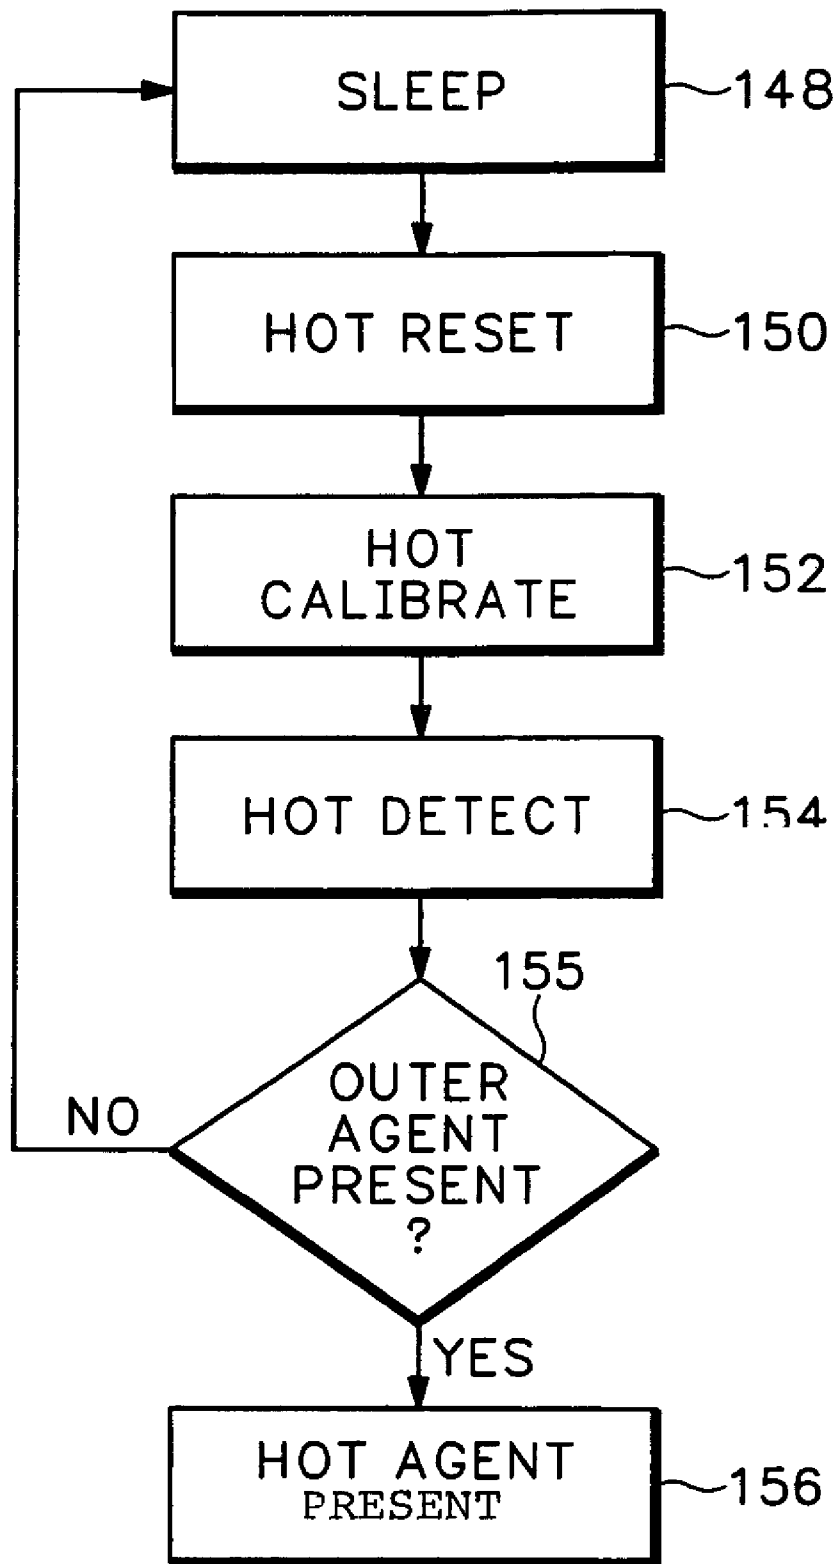 SLEEP
148
HOT RESET
150
HOT
CALIBRATE
152
HOT DETECT
154
155
OUTER
AGENT
PRESENT
?
NO
YES
HOT AGENT
PRESENT
156